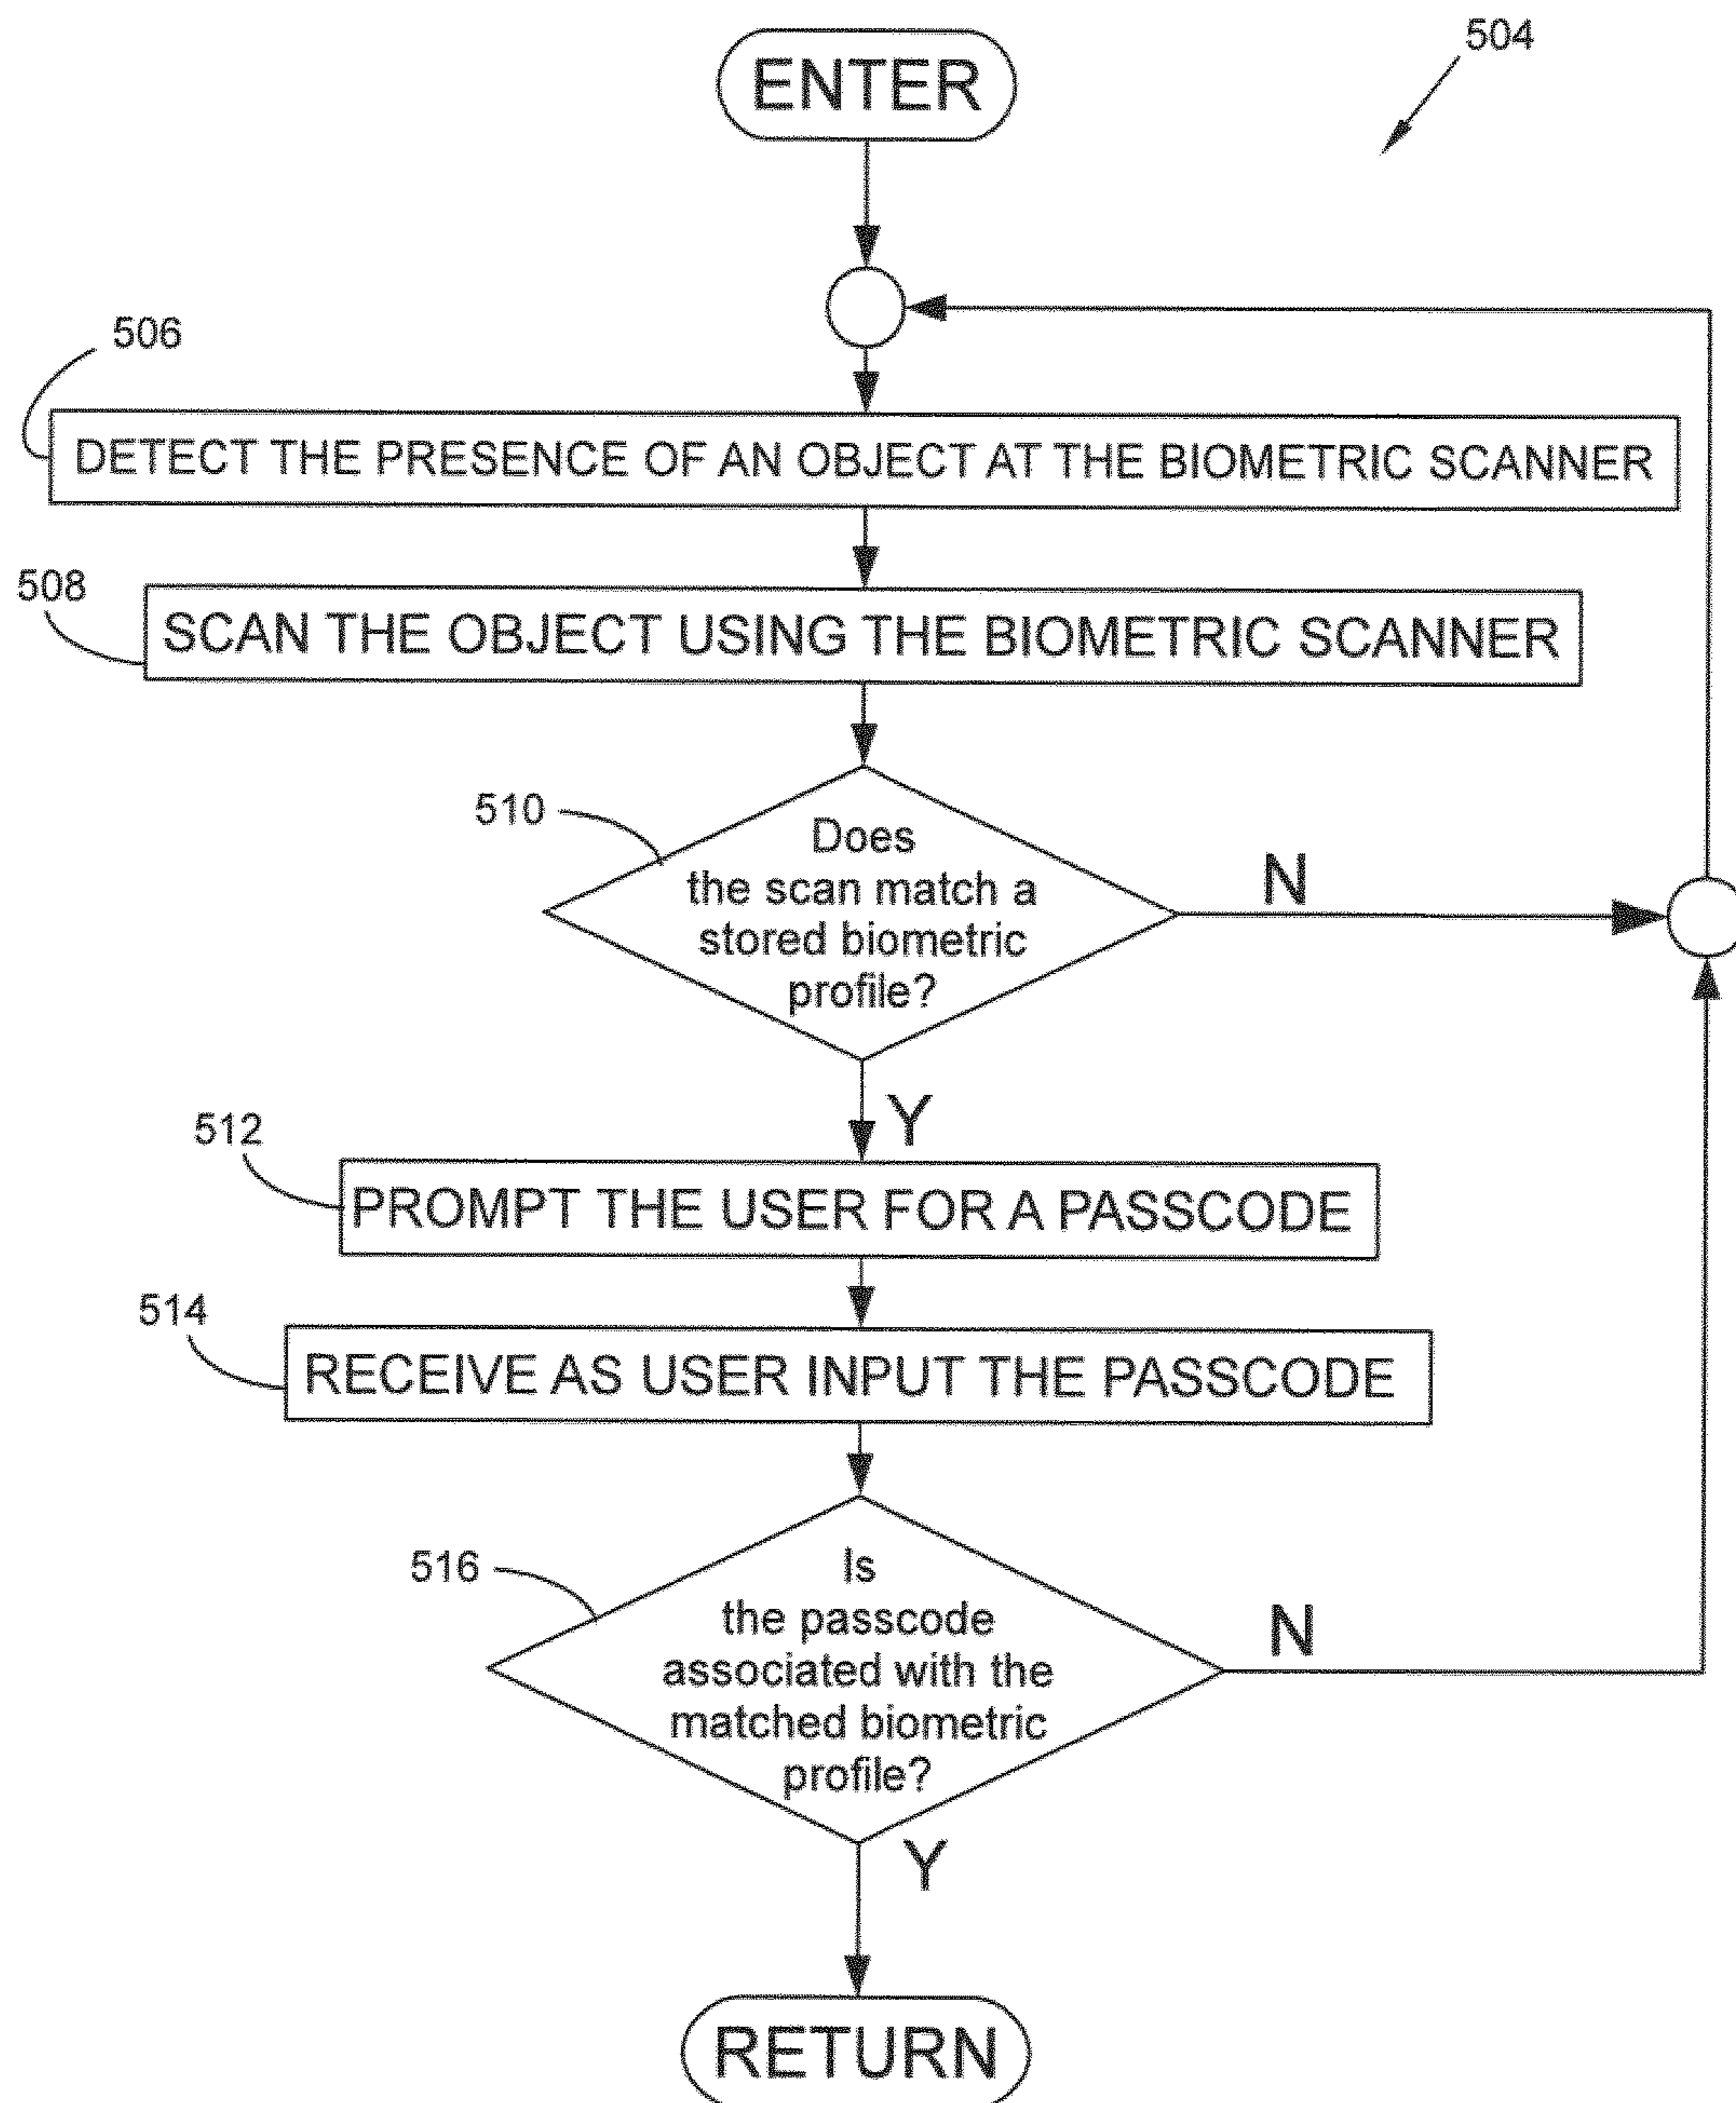 ENTER
504
506
DETECT THE PRESENCE OF AN OBJECT AT THE BIOMETRIC SCANNER
508
SCAN THE OBJECT USING THE BIOMETRIC SCANNER
510
Does
the scan match a
stored biometric
profile?
N
Y
512
PROMPT THE USER FOR A PASSCODE
514
RECEIVE AS USER INPUT THE PASSCODE
516
Is
the passcode
associated with the
matched biometric
profile?
N
Y
RETURN